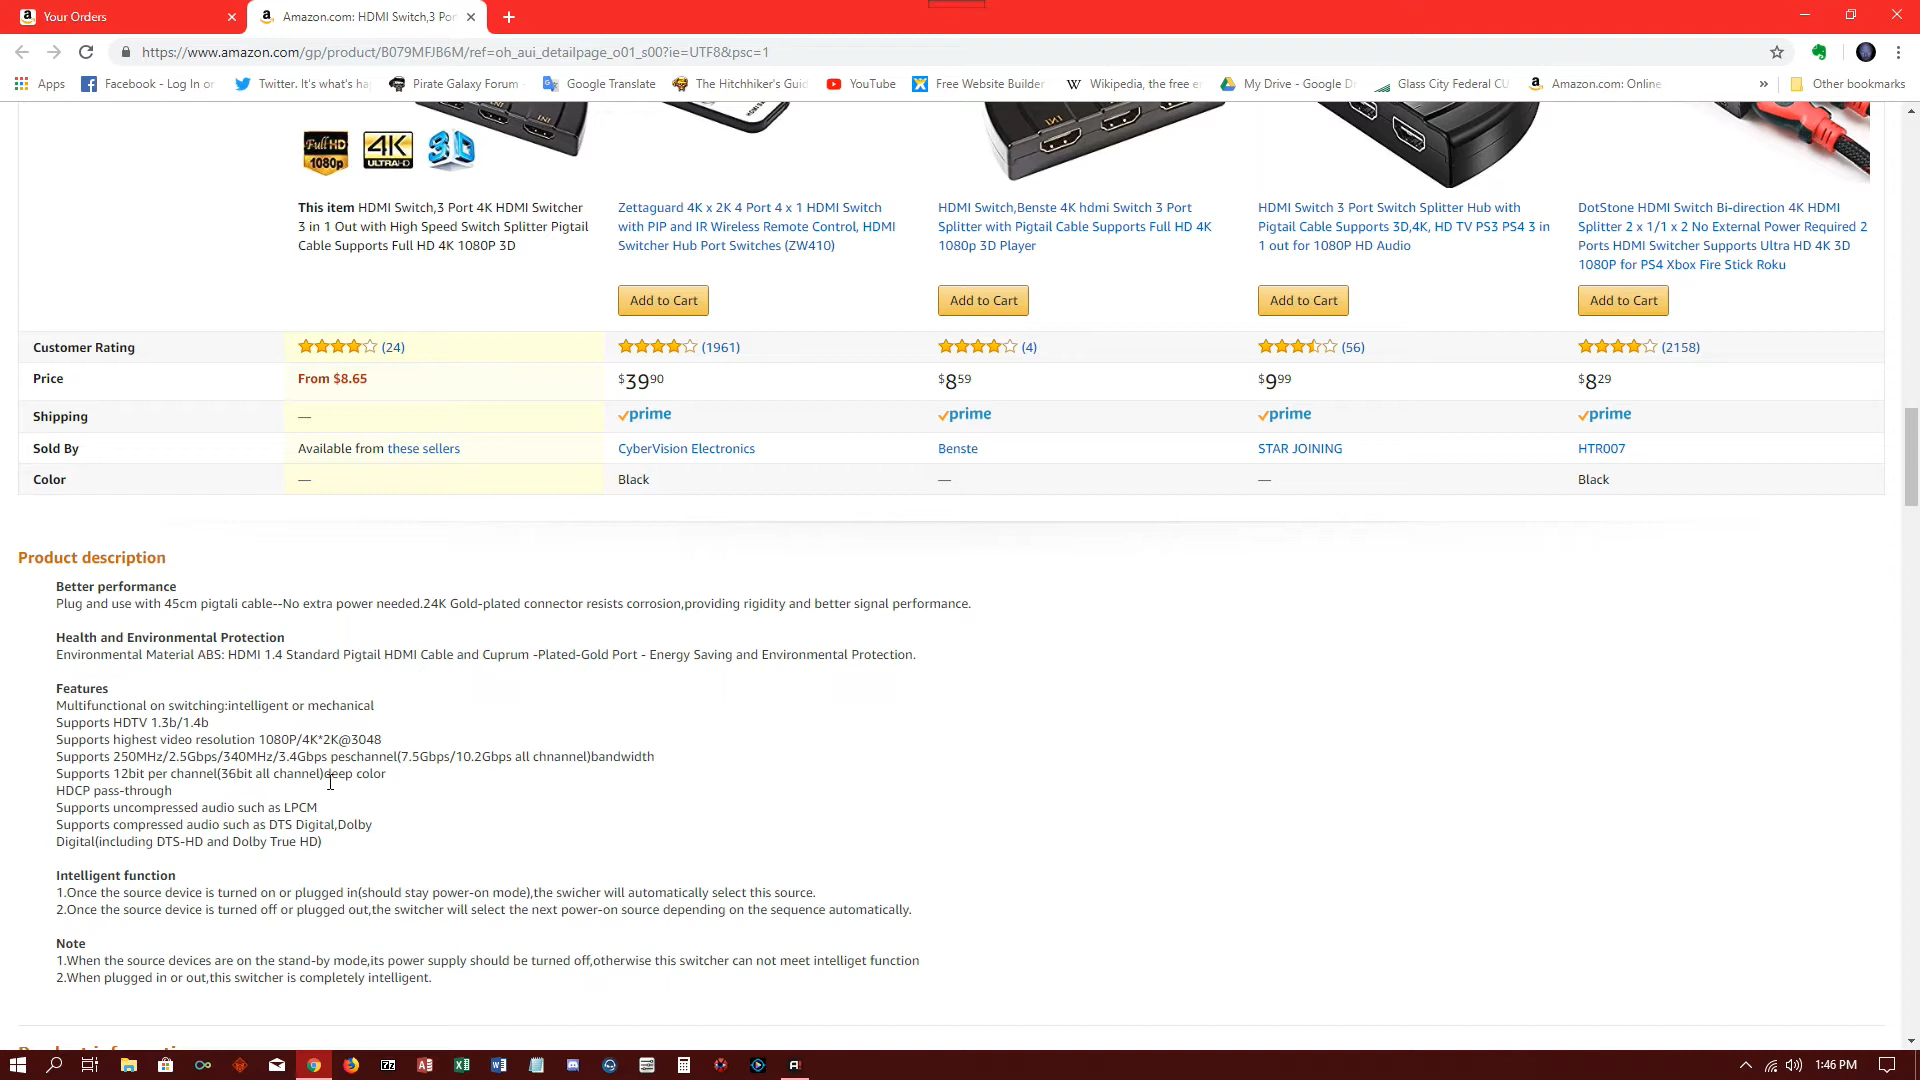 Your Orders
Amazon.com: HDMI Switch,3 Por
https://www.amazon.com/gp/product/B079MFJB6M/ref=oh_aui_detailpage_o01_s00?ie=UTF8&psc=1
Apps Facebook - Log In or Twitter. It's what's ha Pirate Galaxy Forum Google Translate The Hitchhiker's Guid YouTube Free Website Builder Wikipedia, the free e My Drive - Google Dr Glass City Federal CU Amazon.com: Online » Other bookmarks
Full HD 1080p 4K ULTRA HD 3D
IN1
IN1
This item HDMI Switch,3 Port 4K HDMI Switcher
3 in 1 Out with High Speed Switch Splitter Pigtail
Cable Supports Full HD 4K 1080P 3D
Zettaguard 4K x 2K 4 Port 4 x 1 HDMI Switch
with PIP and IR Wireless Remote Control, HDMI
Switcher Hub Port Switches (ZW410)
HDMI Switch,Benste 4K hdmi Switch 3 Port
Splitter with Pigtail Cable Supports Full HD 4K
1080p 3D Player
HDMI Switch 3 Port Switch Splitter Hub with
Pigtail Cable Supports 3D,4K, HD TV PS3 PS4 3 in
1 out for 1080P HD Audio
DotStone HDMI Switch Bi-direction 4K HDMI
Splitter 2 x 1/1 x 2 No External Power Required 2
Ports HDMI Switcher Supports Ultra HD 4K 3D
1080P for PS4 Xbox Fire Stick Roku
Add to Cart Add to Cart Add to Cart Add to Cart
Customer Rating (24) (1961) (4) (56) (2158)
Price From $8.65 $39 90 $8 59 $9 99 $8 29
Shipping — prime prime prime prime
Sold By Available from these sellers CyberVision Electronics Benste STAR JOINING HTR007
Color — Black — — Black
Product description
Better performance
Plug and use with 45cm pigtali cable--No extra power needed.24K Gold-plated connector resists corrosion,providing rigidity and better signal performance.
Health and Environmental Protection
Environmental Material ABS: HDMI 1.4 Standard Pigtail HDMI Cable and Cuprum -Plated-Gold Port - Energy Saving and Environmental Protection.
Features
Multifunctional on switching:intelligent or mechanical
Supports HDTV 1.3b/1.4b
Supports highest video resolution 1080P/4K*2K@3048
Supports 250MHz/2.5Gbps/340MHz/3.4Gbps peschannel(7.5Gbps/10.2Gbps all chnannel)bandwidth
Supports 12bit per channel(36bit all channel)deep color
HDCP pass-through
Supports uncompressed audio such as LPCM
Supports compressed audio such as DTS Digital,Dolby
Digital(including DTS-HD and Dolby True HD)
Intelligent function
1.Once the source device is turned on or plugged in(should stay power-on mode),the swicher will automatically select this source.
2.Once the source device is turned off or plugged out,the switcher will select the next power-on source depending on the sequence automatically.
Note
1.When the source devices are on the stand-by mode,its power supply should be turned off,otherwise this switcher can not meet intelliget function
2.When plugged in or out,this switcher is completely intelligent.
1:46 PM